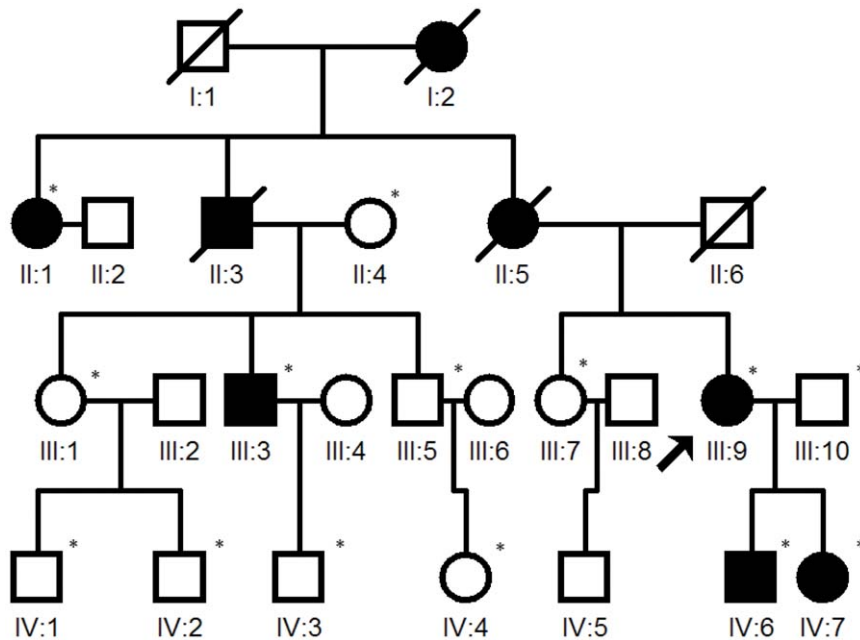 I:1 I:2
* *
II:1 II:2 II:3 II:4 II:5 II:6
* * * * * *
III:1 III:2 III:3 III:4 III:5 III:6 III:7 III:8 III:9 III:10
* * * * * *
IV:1 IV:2 IV:3 IV:4 IV:5 IV:6 IV:7